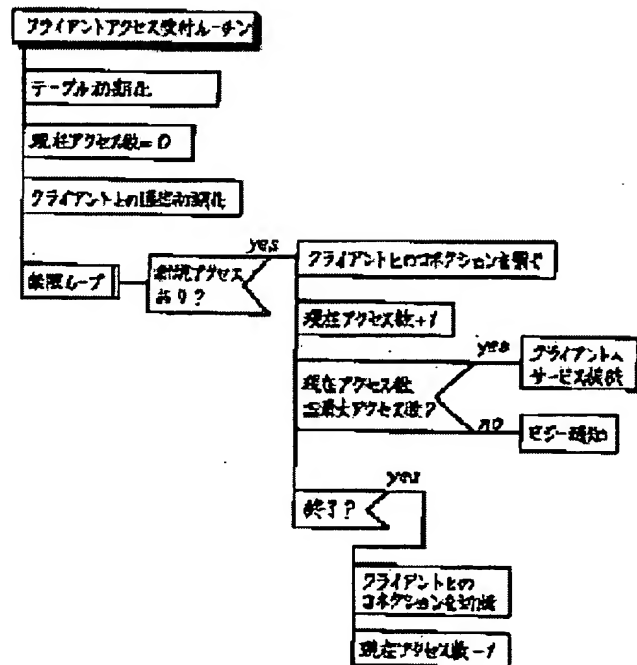 クライアントアクセス受付ルーチン
テーブル初期化
現在アクセス数=0
クライアントとの通信初期化
無限ループ
新規アクセス
あり?
yes
クライアントとのコネクションを繋ぐ
現在アクセス数+1
現在アクセス数
≦最大アクセス数?
yes
クライアントへ
サービス接続
no
ビジー通知
終了?
yes
クライアントとの
コネクションを切断
現在アクセス数-1